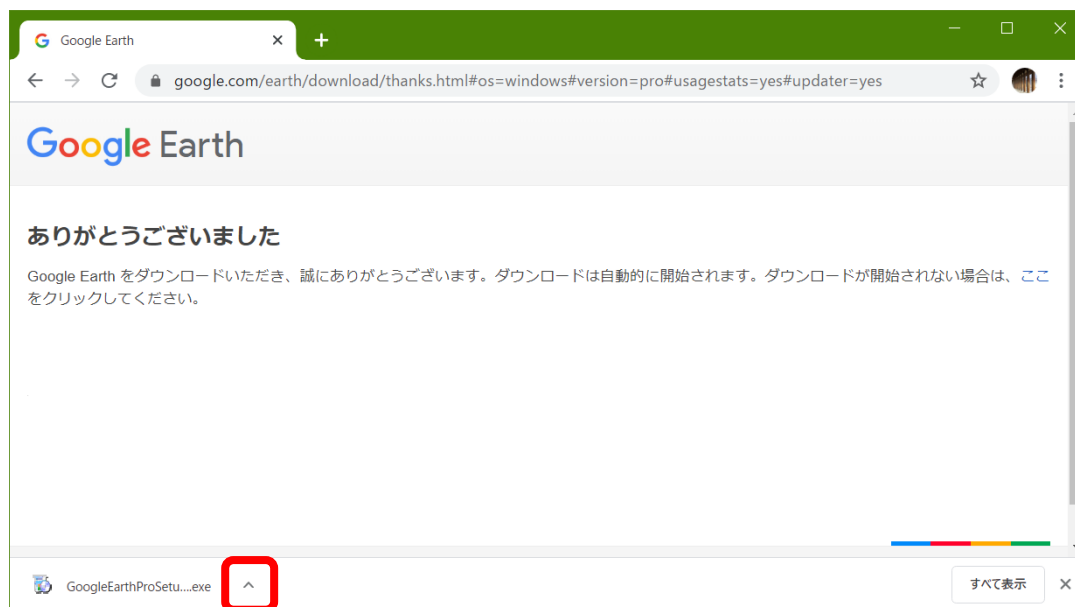 Google Earth
google.com/earth/download/thanks.html#os=windows#version=pro#usagestats=yes#updater=yes
Google Earth
ありがとうございました
Google Earth をダウンロードいただき、誠にありがとうございます。ダウンロードは自動的に開始されます。ダウンロードが開始されない場合は、ここ
をクリックしてください。
GoogleEarthProSetu....exe
すべて表示